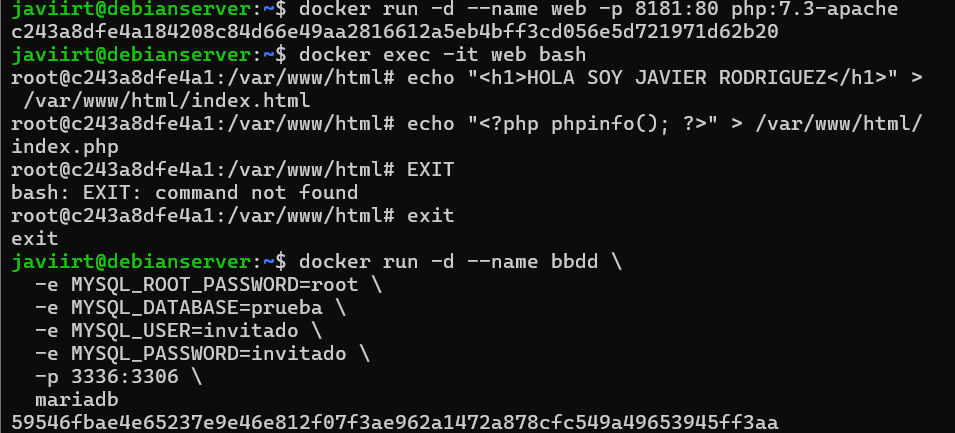 javiirt@debianserver:~$ docker run -d --name web -p 8181:80 php:7.3-apache
c243a8dfe4a184208c84d66e49aa2816612a5eb4bff3cd056e5d721971d62b20
javiirt@debianserver:~$ docker exec -it web bash
root@c243a8dfe4a1:/var/www/html# echo "<h1>HOLA SOY JAVIER RODRIGUEZ</h1>" >
 /var/www/html/index.html
root@c243a8dfe4a1:/var/www/html# echo "<?php phpinfo(); ?>" > /var/www/html/
index.php
root@c243a8dfe4a1:/var/www/html# EXIT
bash: EXIT: command not found
root@c243a8dfe4a1:/var/www/html# exit
exit
javiirt@debianserver:~$ docker run -d --name bbdd \
  -e MYSQL_ROOT_PASSWORD=root \
  -e MYSQL_DATABASE=prueba \
  -e MYSQL_USER=invitado \
  -e MYSQL_PASSWORD=invitado \
  -p 3336:3306 \
  mariadb
59546fbae4e65237e9e46e812f07f3ae962a1472a878cfc549a49653945ff3aa